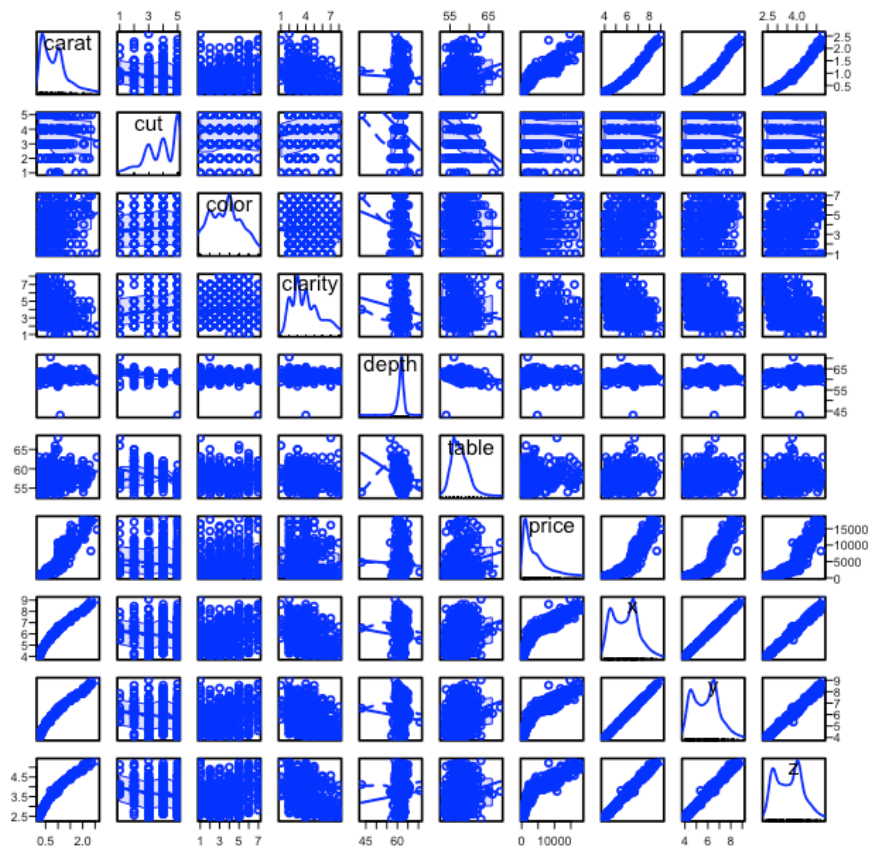 1 3 5 1 4 7 55 65 4 6 8 2.5 4.0
carat 2.5 2.0 1.5 1.0 0.5
5 4 3 2 1 cut
color 7 5 3 1
7 5 3 1 clarity
depth 65 55 45
65 60 55 table
price 15000 10000 5000 0
9 8 7 6 5 4 x
y 9 8 7 6 5 4
4.5 3.5 2.5 z
0.5 2.0 1 3 5 7 45 60 0 10000 4 6 8